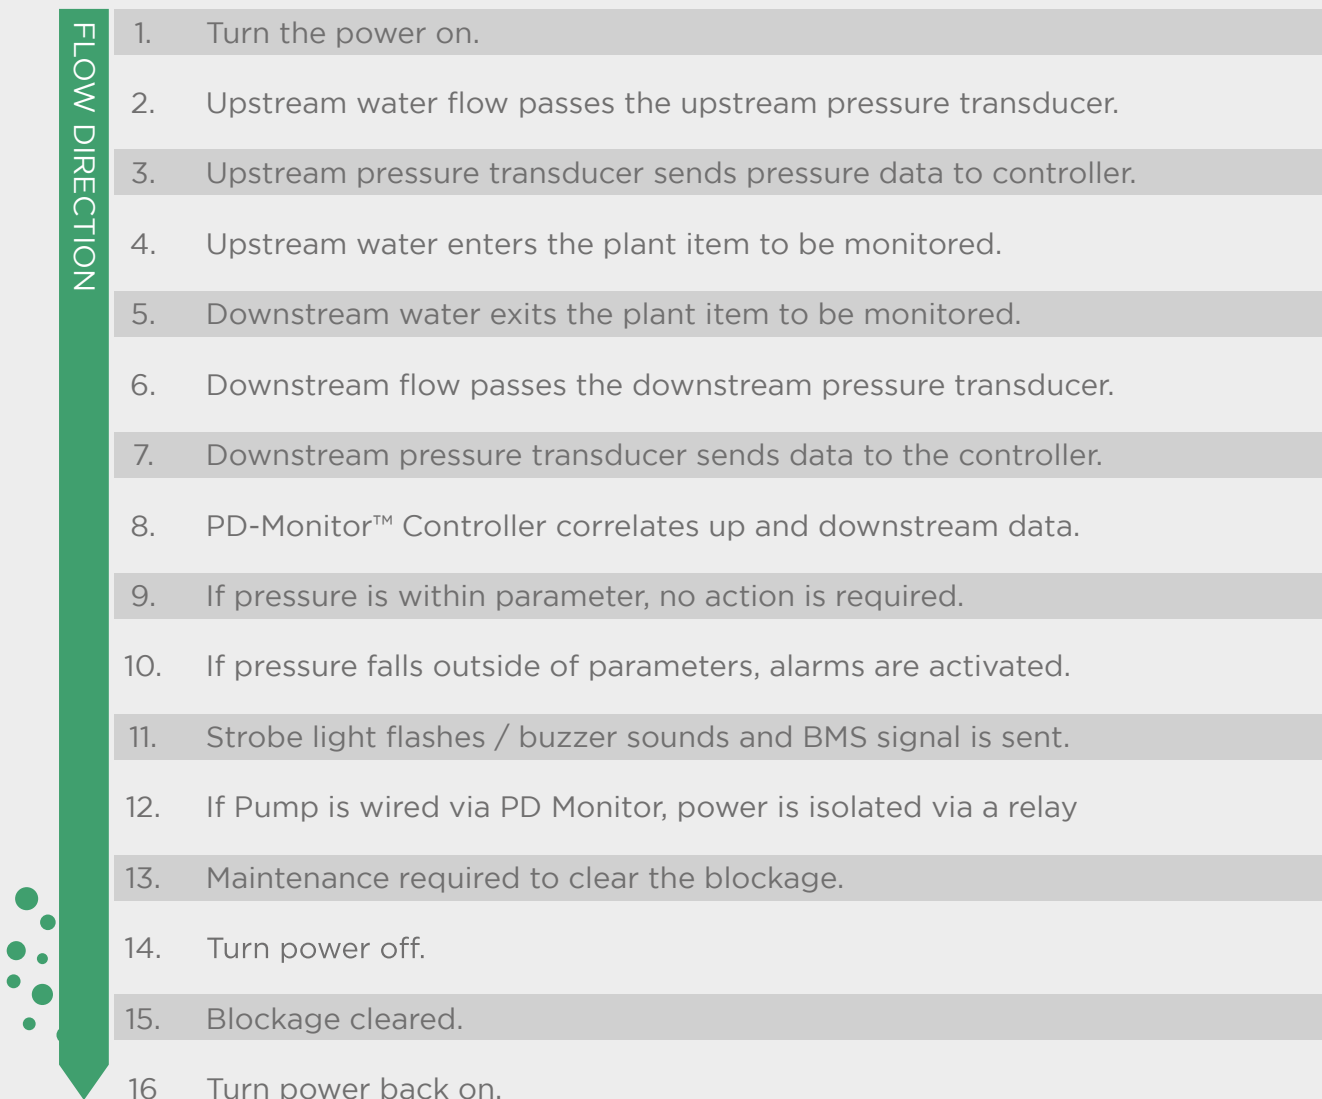 FLOW DIRECTION
1. Turn the power on.
2. Upstream water flow passes the upstream pressure transducer.
3. Upstream pressure transducer sends pressure data to controller.
4. Upstream water enters the plant item to be monitored.
5. Downstream water exits the plant item to be monitored.
6. Downstream flow passes the downstream pressure transducer.
7. Downstream pressure transducer sends data to the controller.
8. PD-Monitor™ Controller correlates up and downstream data.
9. If pressure is within parameter, no action is required.
10. If pressure falls outside of parameters, alarms are activated.
11. Strobe light flashes / buzzer sounds and BMS signal is sent.
12. If Pump is wired via PD Monitor, power is isolated via a relay
13. Maintenance required to clear the blockage.
14. Turn power off.
15. Blockage cleared.
16 Turn power back on.